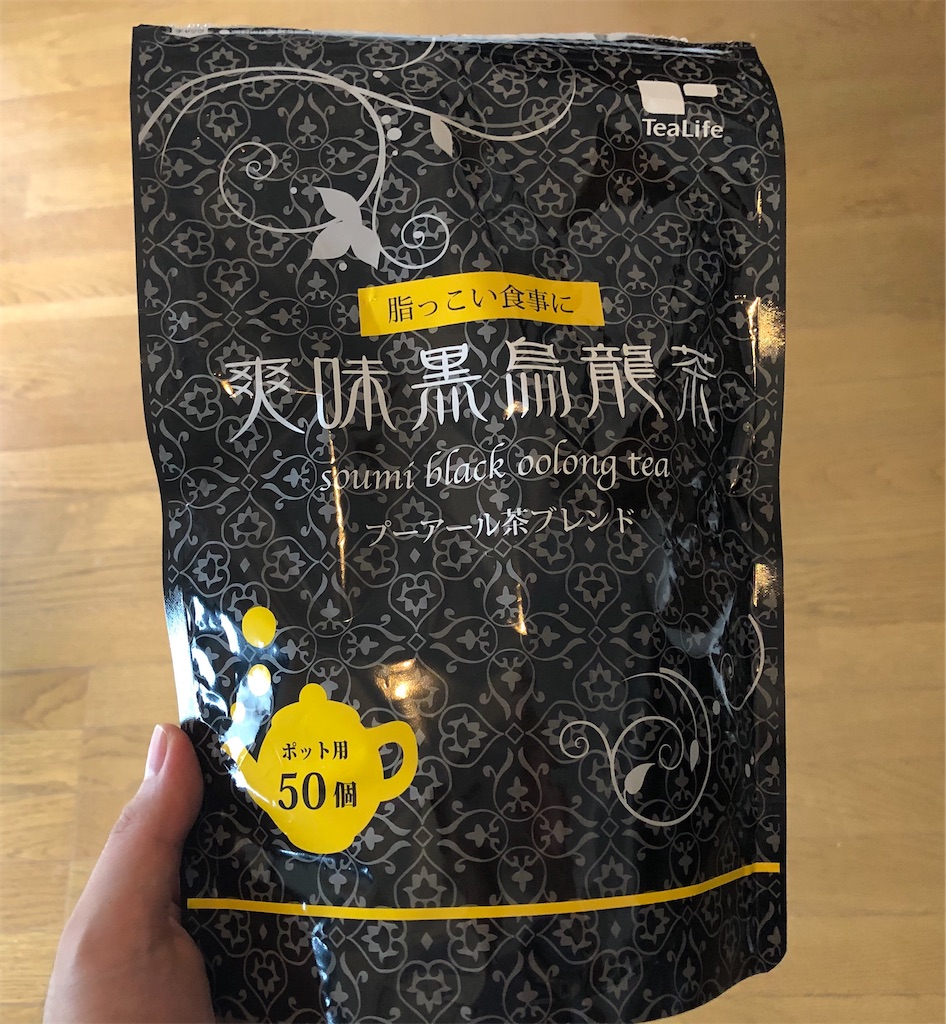 TeaLife
脂っこい食事に
爽味黒烏龍茶
soumi black oolong tea
プーアール茶ブレンド
ポット用
50個